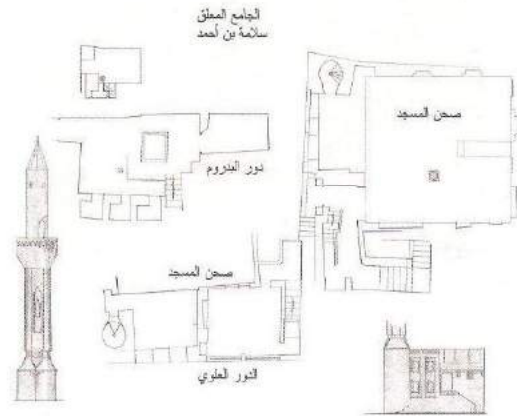 الجامع المعلق
سلامة بن أحمد
صحن المسجد
دور البدروم
صحن المسجد
الدور العلوي